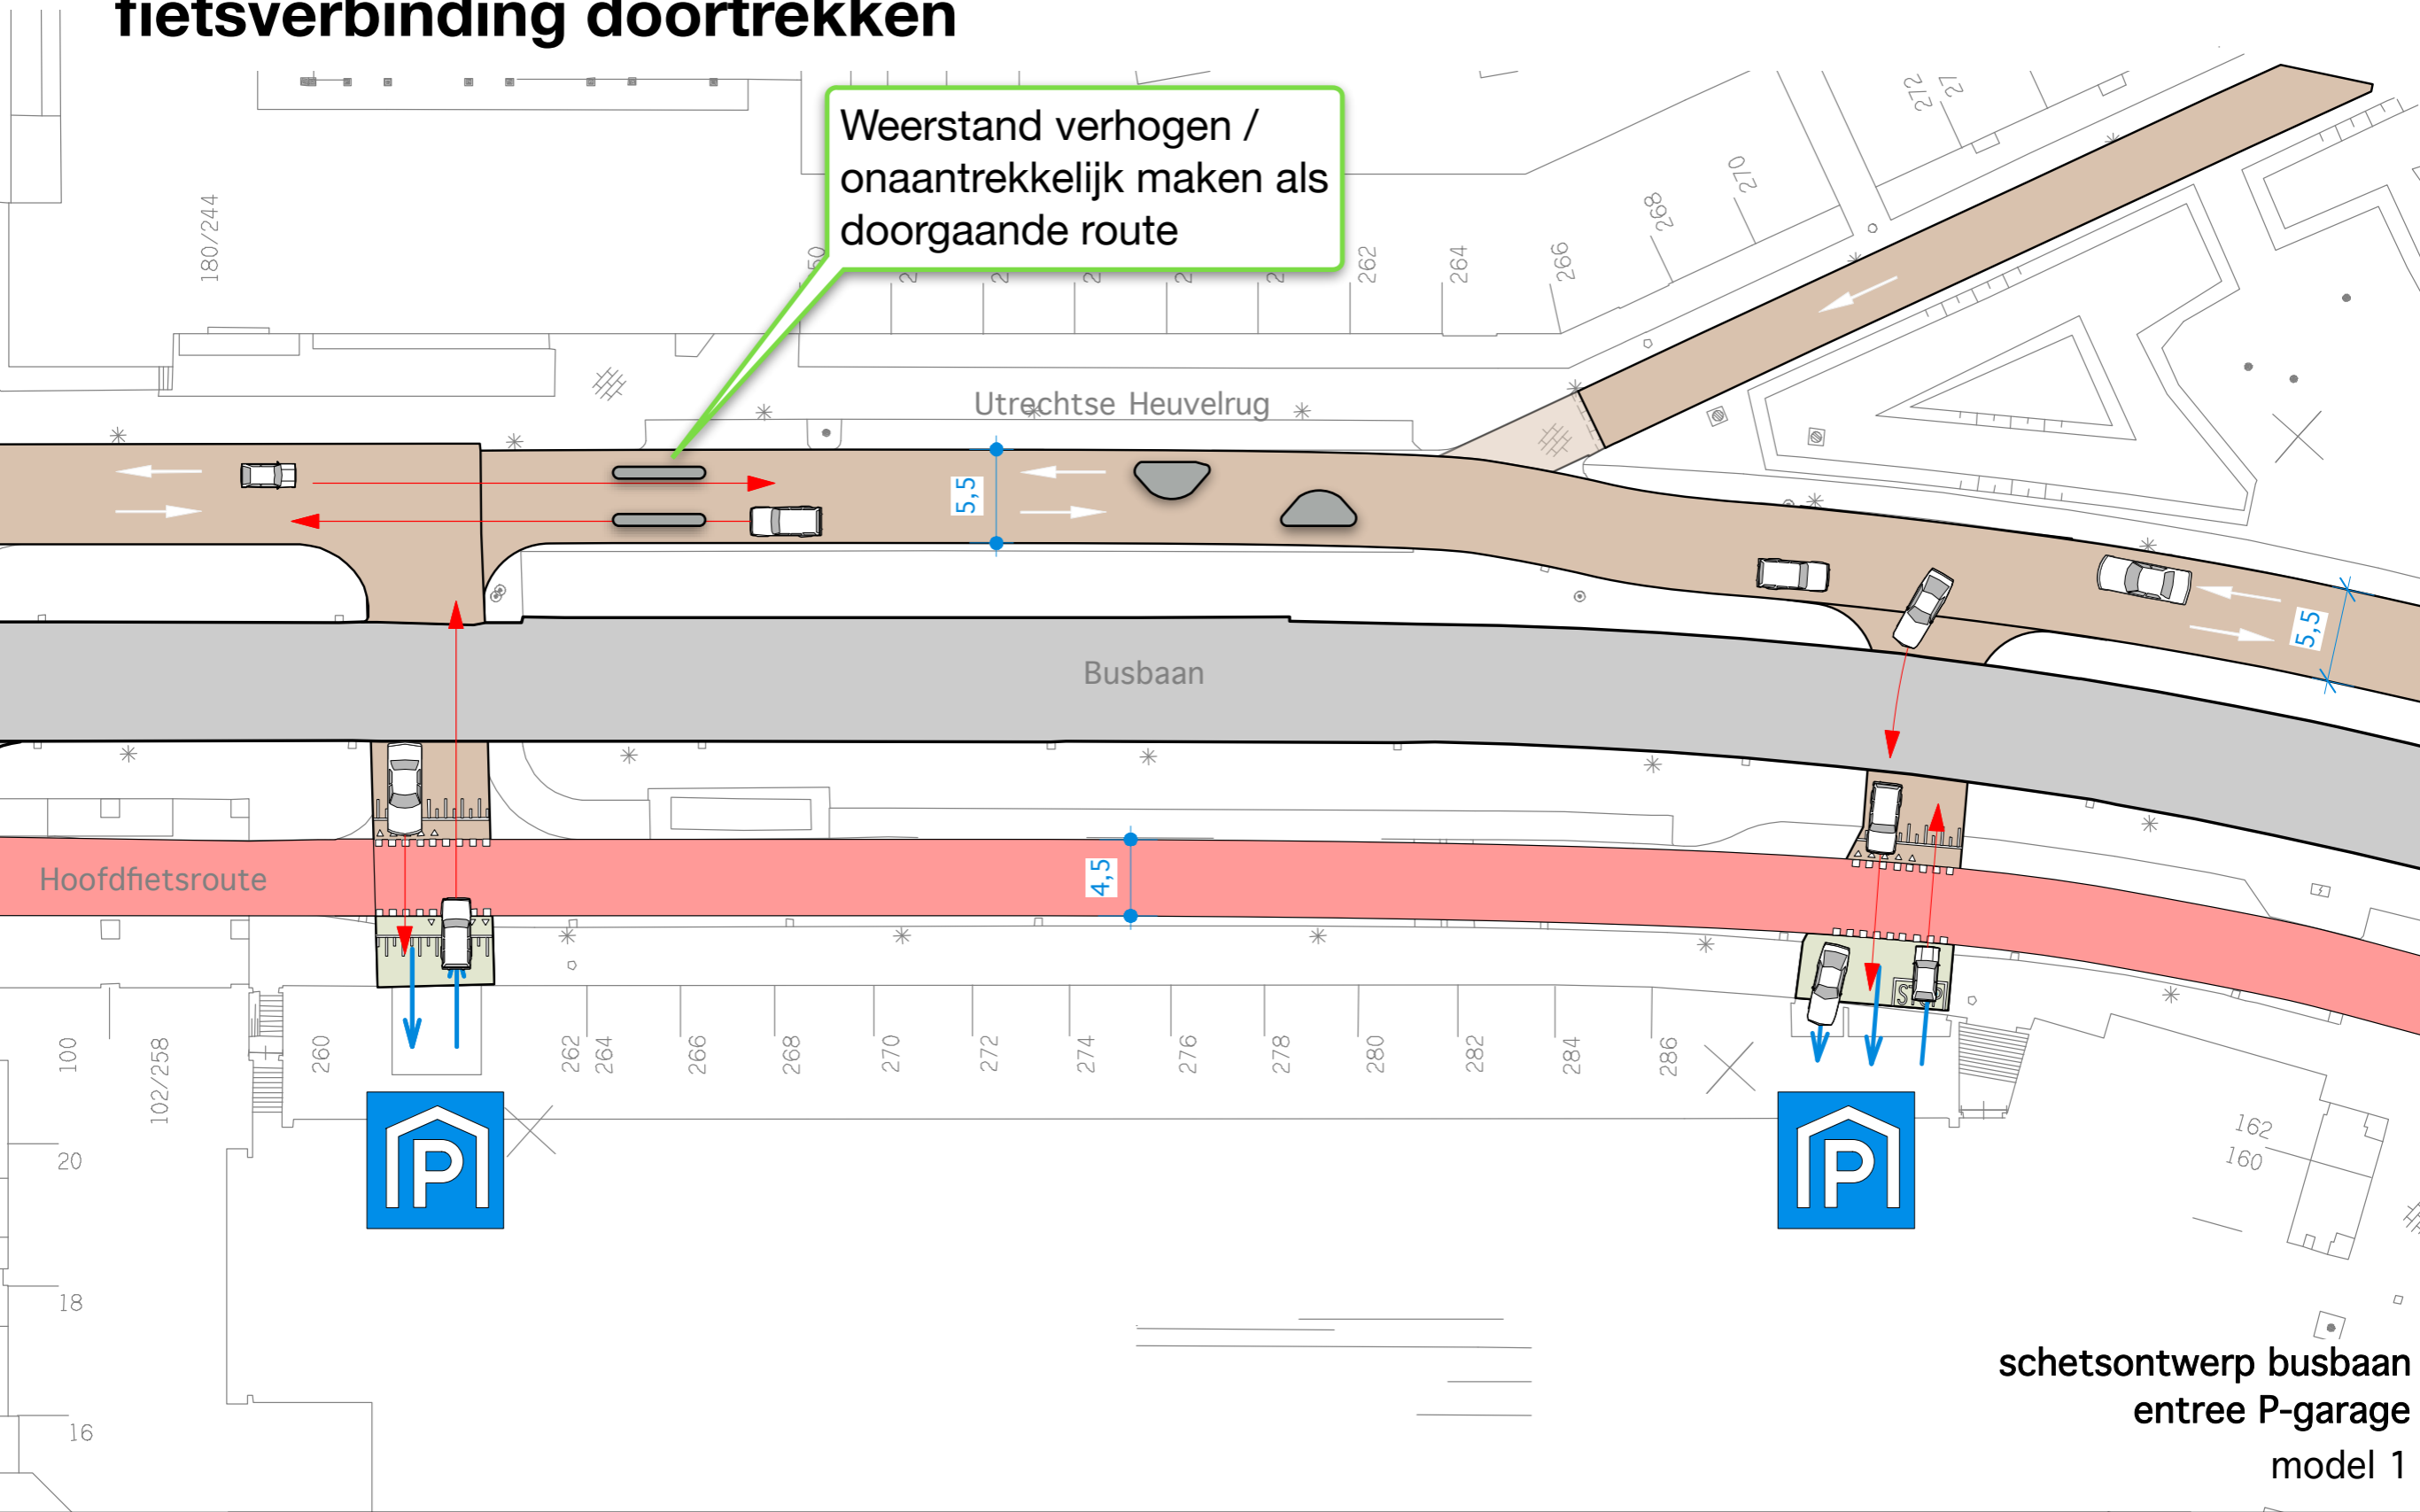 fietsverbinding doortrekken
Weerstand verhogen /
onaantrekkelijk maken als
doorgaande route
180/244
262
264
266
268
270
272
Utrechtse Heuvelrug
5,5
5,5
Busbaan
Hoofdfietsroute
4,5
STOP
100
102/258
260
262
264
266
268
270
272
274
276
278
280
282
284
286
P
P
20
18
16
162
160
schetsontwerp busbaan
entree P-garage
model 1